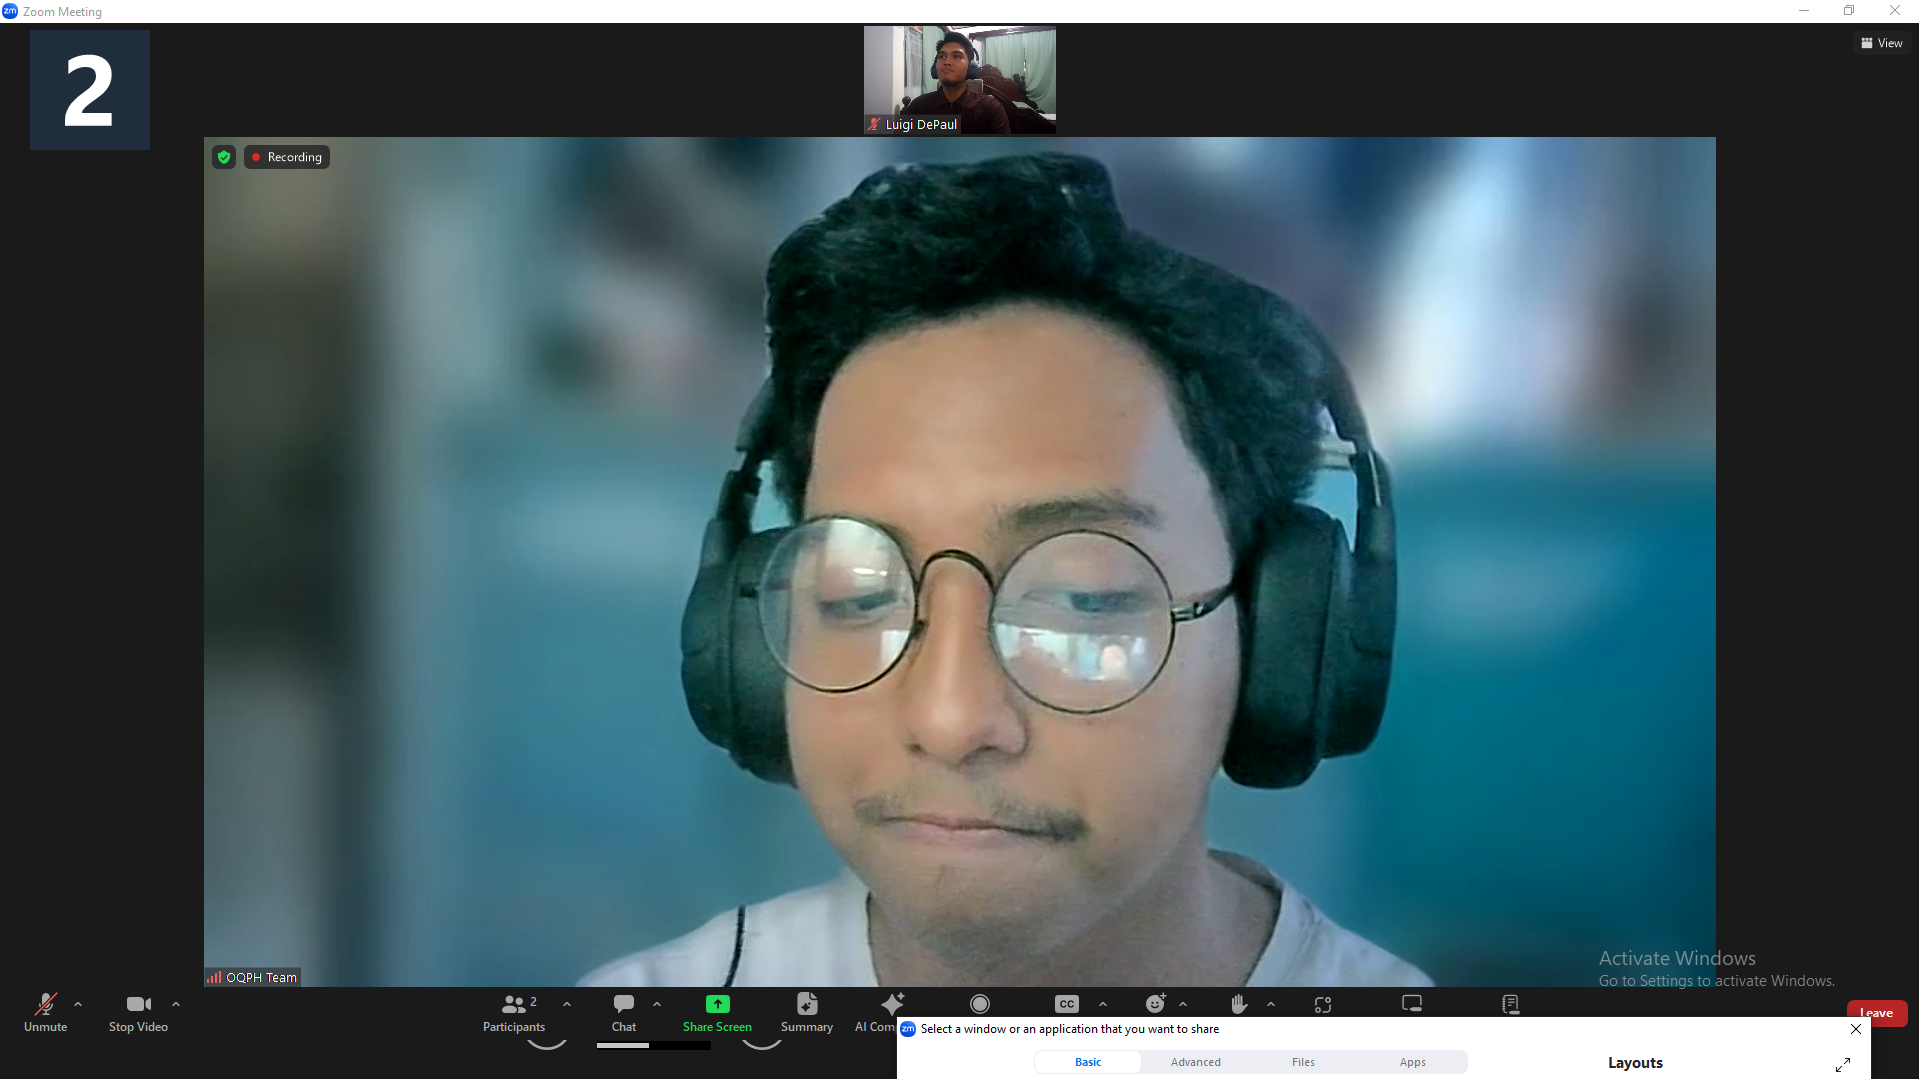 zm Zoom Meeting
2
View
Luigi DePaul
Recording
OQPH Team
Activate Windows
Go to Settings to activate Windows.
Unmute
Stop Video
2
Participants
Chat
Share Screen
Summary
AI Com
CC
Leave
zm Select a window or an application that you want to share
Basic Advanced Files Apps
Layouts